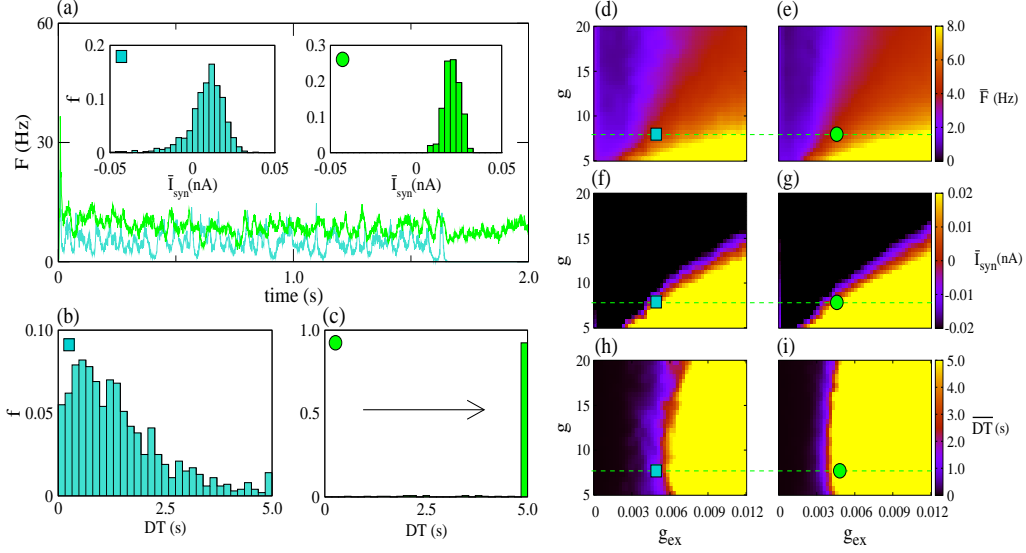 (a)
60
30
0
F (Hz)
0
1.0
2.0
time (s)
0.2
0.1
0
f
-0.05
0
0.05
I̅syn(nA)
0.3
0.2
0.1
0
-0.05
0
0.05
I̅syn(nA)
(b)
0.10
0.05
0
f
0
2.5
5.0
DT (s)
(c)
1.0
0.5
0
0
2.5
5.0
DT (s)
(d)
20
15
10
5
g
(e)
8.0
6.0
4.0
2.0
0
F̅ (Hz)
(f)
20
15
10
5
g
(g)
0.02
0.01
0
-0.01
-0.02
I̅syn(nA)
(h)
20
15
10
5
g
0
0.003
0.006
0.009
0.012
gex
(i)
5.0
4.0
3.0
2.0
1.0
0
D̅T̅ (s)
0
0.003
0.006
0.009
0.012
gex